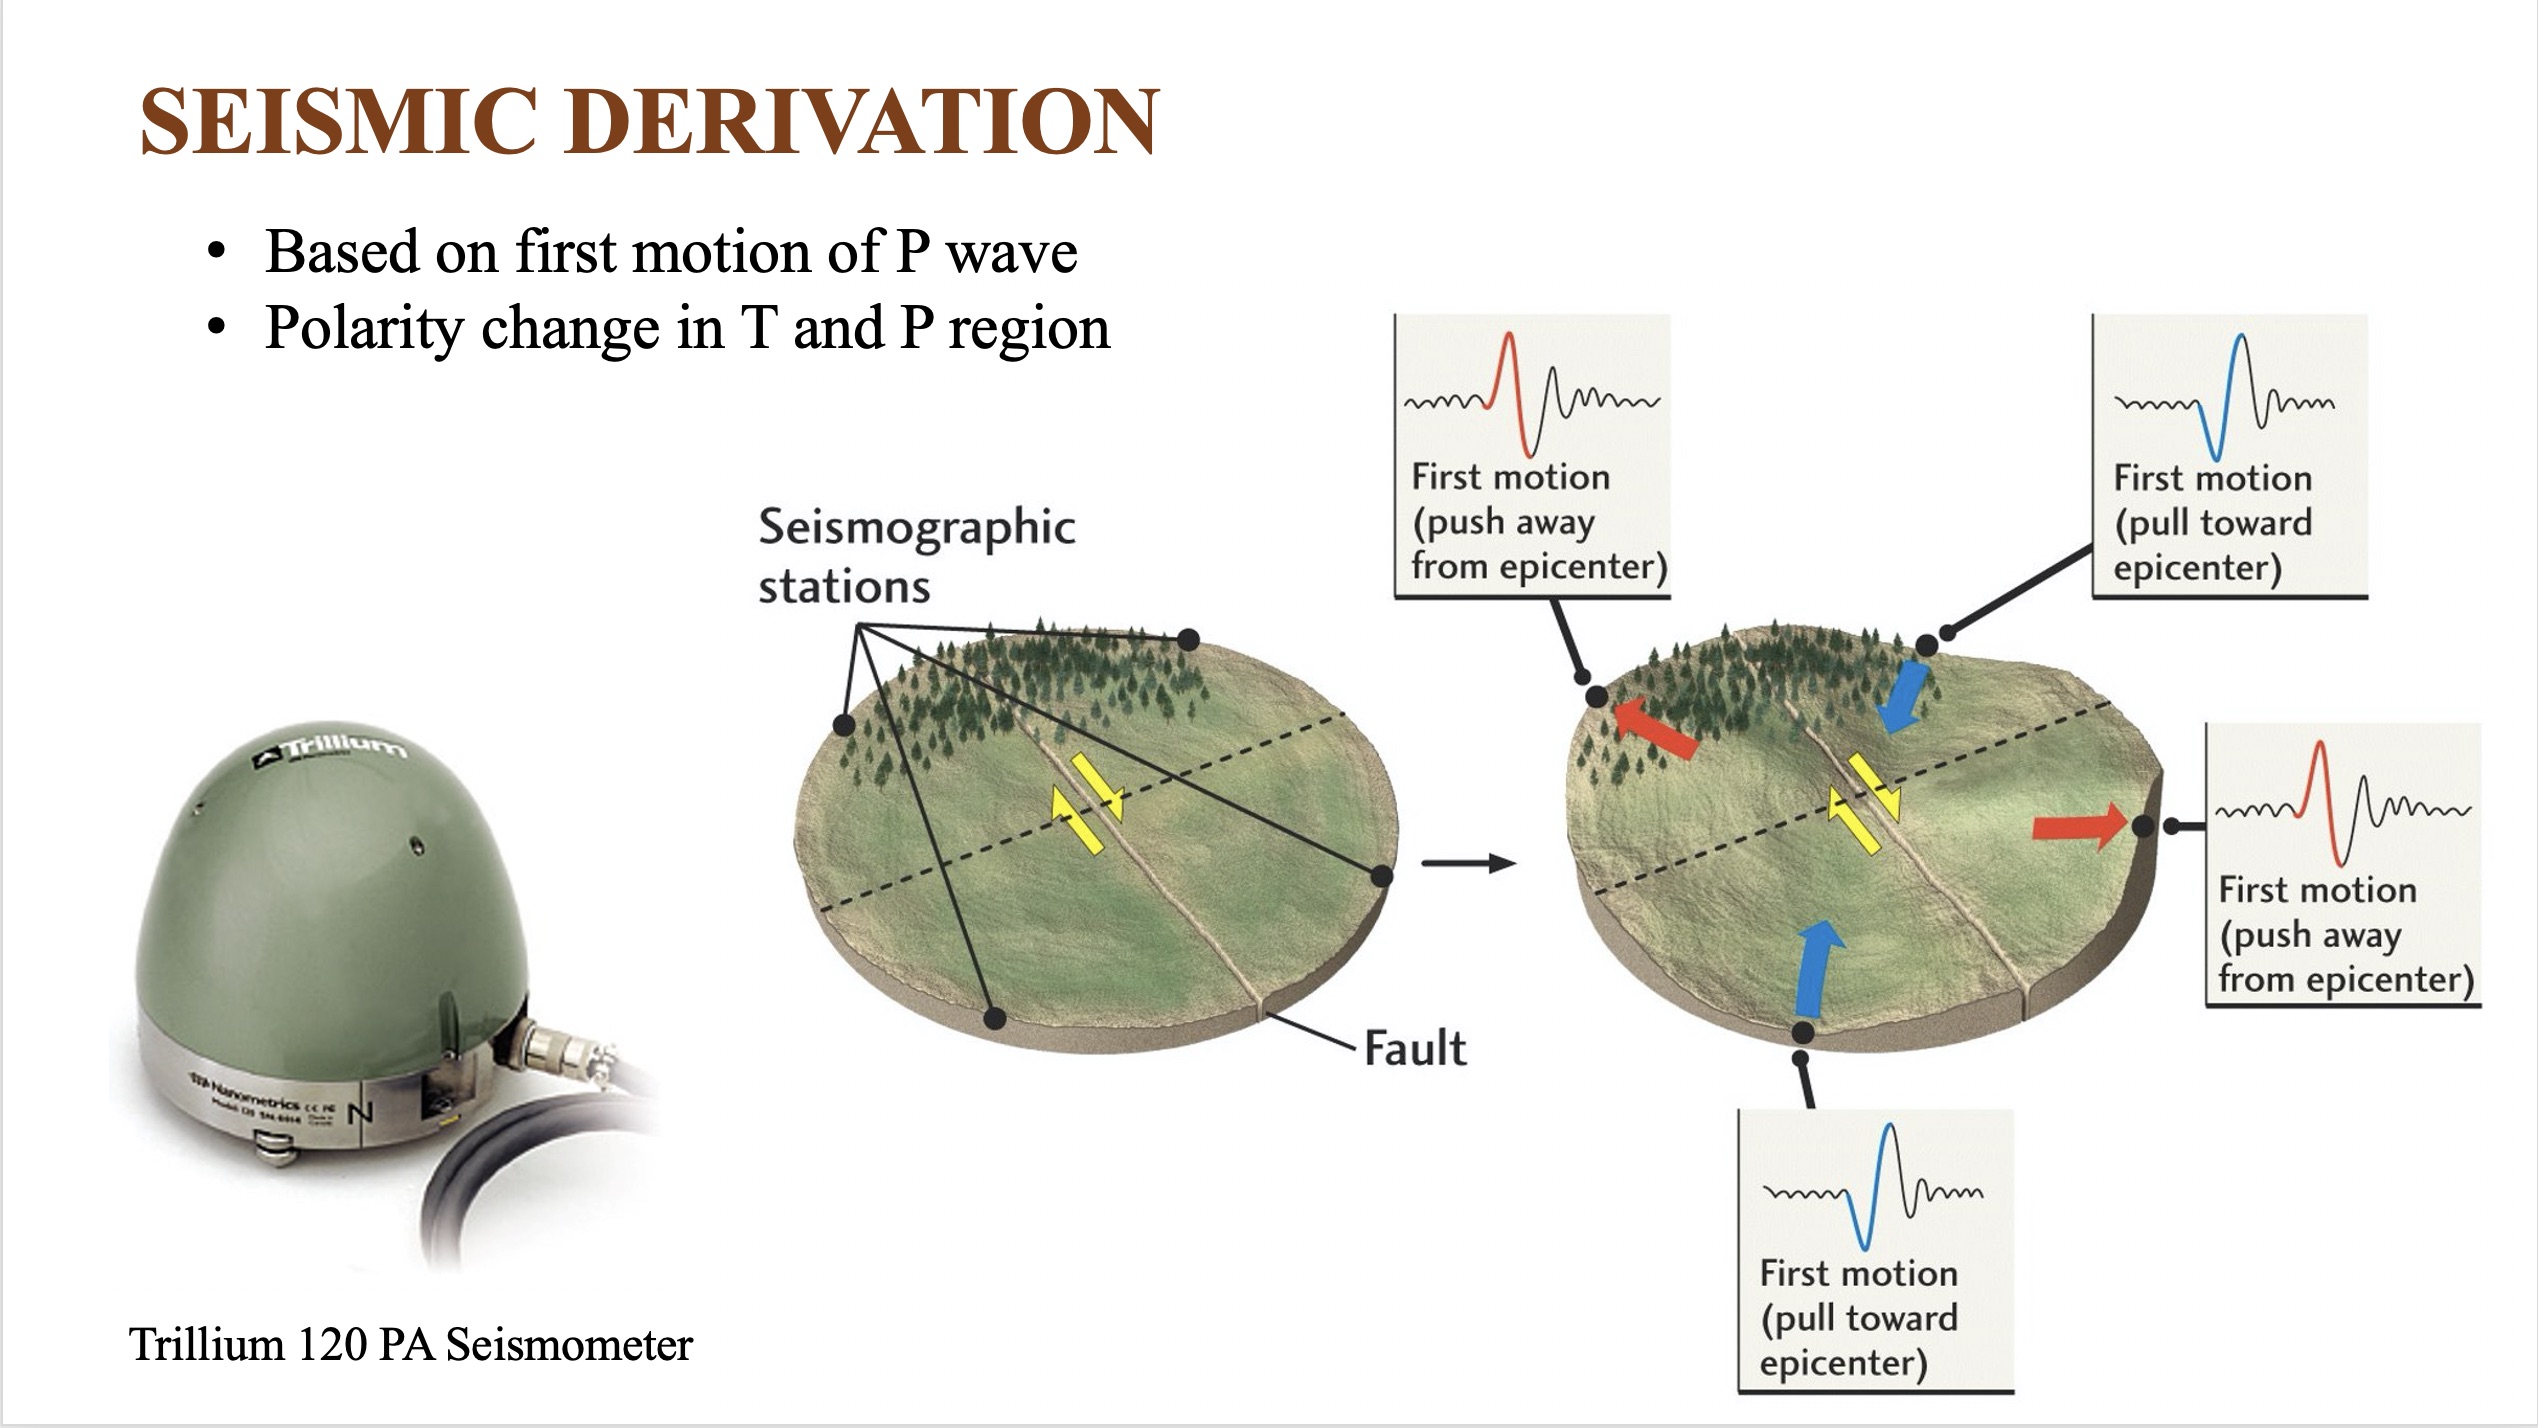 SEISMIC DERIVATION
• Based on first motion of P wave
• Polarity change in T and P region
Seismographic
stations
Fault
First motion
(push away
from epicenter)
First motion
(pull toward
epicenter)
First motion
(push away
from epicenter)
First motion
(pull toward
epicenter)
Trillium
Nanometrics
N
Trillium 120 PA Seismometer